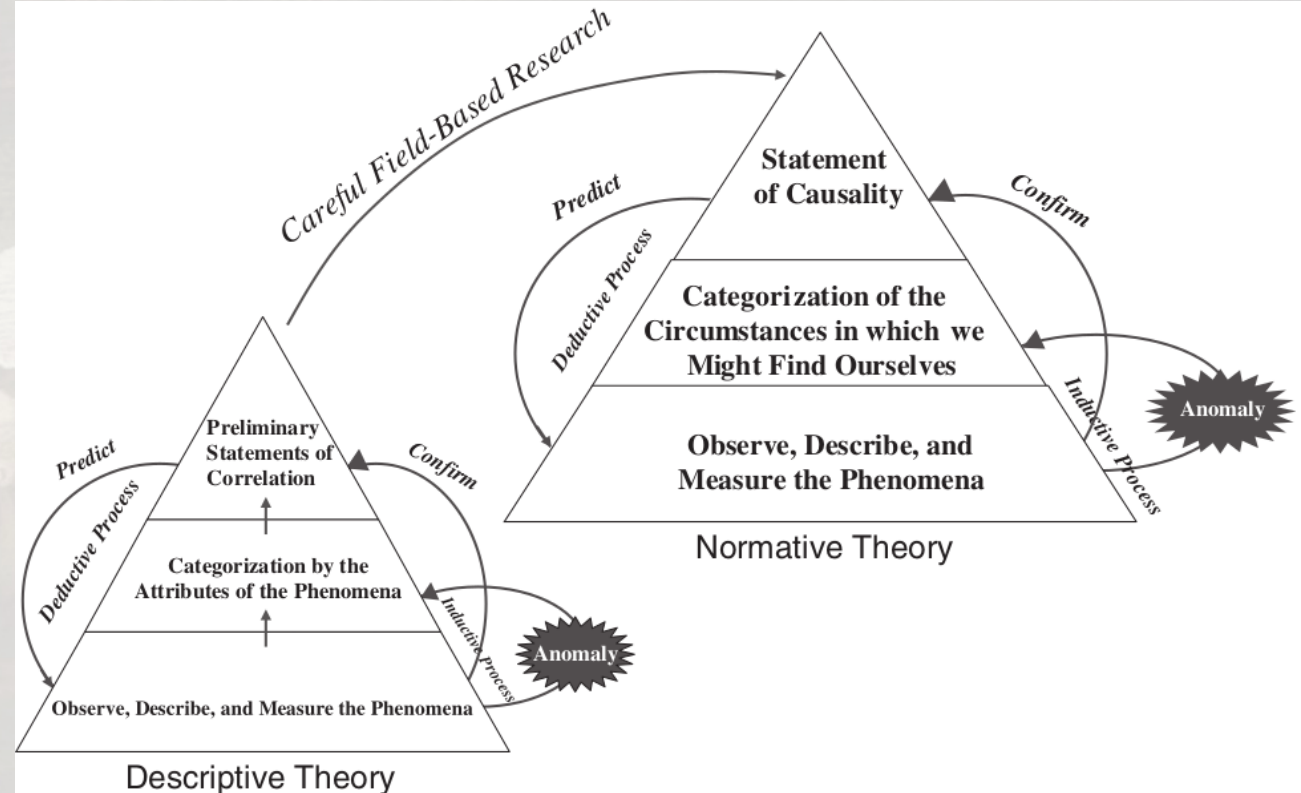 Careful Field-Based Research
Statement
of Causality
Predict
Confirm
Deductive Process
Categorization of the
Circumstances in which we
Might Find Ourselves
Inductive Process
Anomaly
Observe, Describe, and
Measure the Phenomena
Normative Theory
Preliminary
Statements of
Correlation
Predict
Confirm
Deductive Process
Categorization by the
Attributes of the Phenomena
Inductive Process
Anomaly
Observe, Describe, and Measure the Phenomena
Descriptive Theory